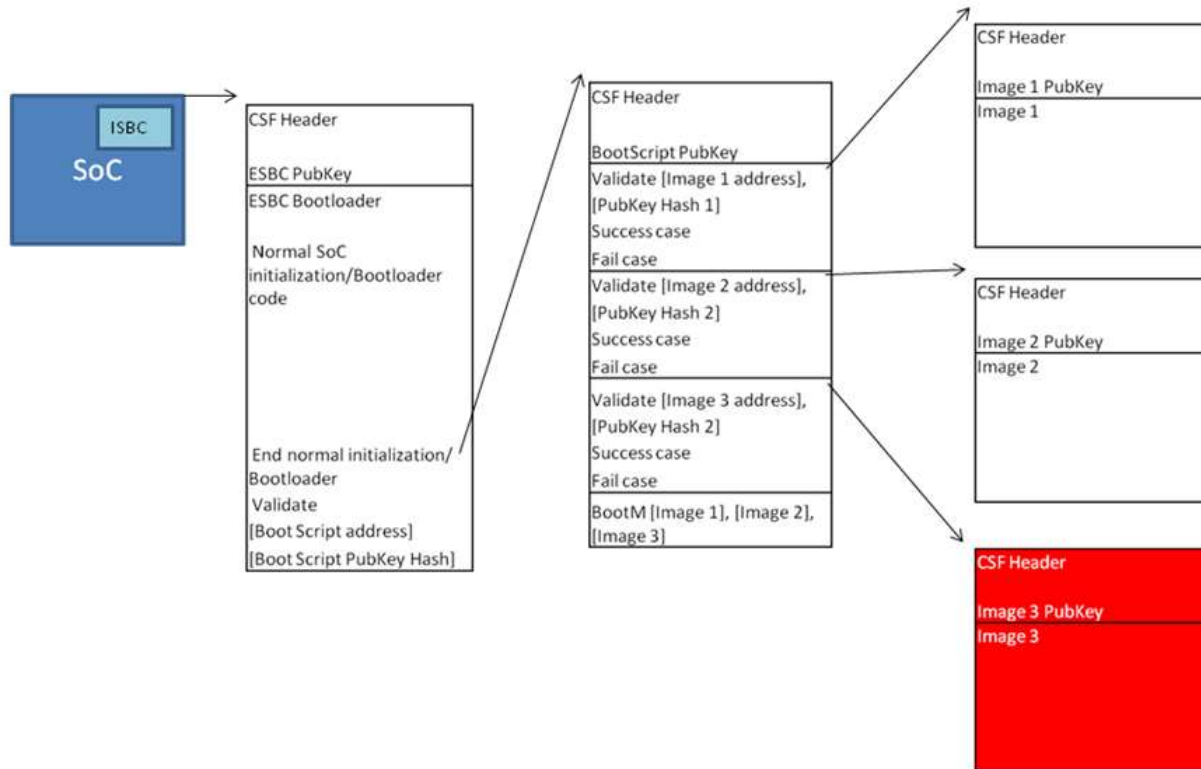 ISBC
SoC
CSF Header
ESBC PubKey
ESBC Bootloader
Normal SoC
initialization/Bootloader
code
End normal initialization/
Bootloader
Validate
[Boot Script address]
[Boot Script PubKey Hash]
CSF Header
BootScript PubKey
Validate [Image 1 address],
[PubKey Hash 1]
Success case
Fail case
Validate [Image 2 address],
[PubKey Hash 2]
Success case
Fail case
Validate [Image 3 address],
[PubKey Hash 2]
Success case
Fail case
BootM [Image 1], [Image 2],
[Image 3]
CSF Header
Image 1 PubKey
Image 1
CSF Header
Image 2 PubKey
Image 2
CSF Header
Image 3 PubKey
Image 3